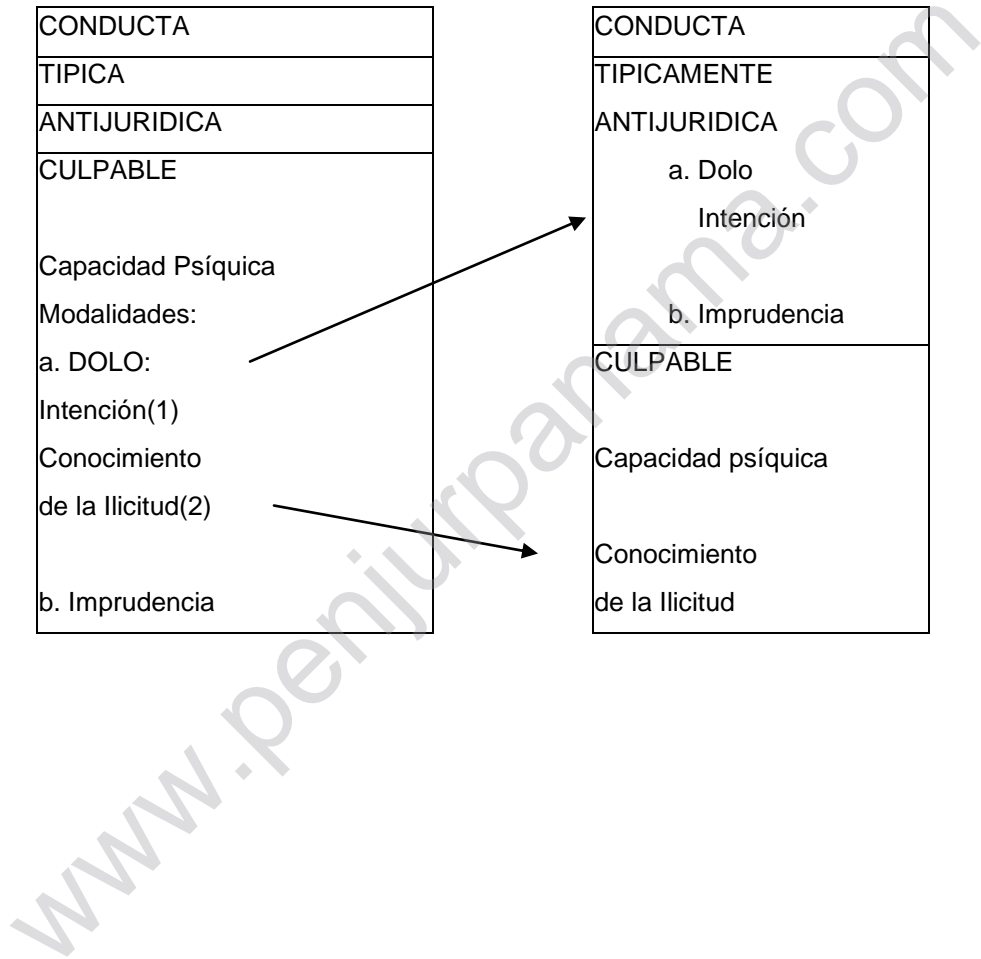 CONDUCTA
TIPICA
ANTIJURIDICA
CULPABLE
Capacidad Psíquica
Modalidades:
a. DOLO:
Intención(1)
Conocimiento
de la Ilicitud(2)
b. Imprudencia
CONDUCTA
TIPICAMENTE
ANTIJURIDICA
a. Dolo
Intención
b. Imprudencia
CULPABLE
Capacidad psíquica
Conocimiento
de la Ilicitud
www.penjurpanama.com